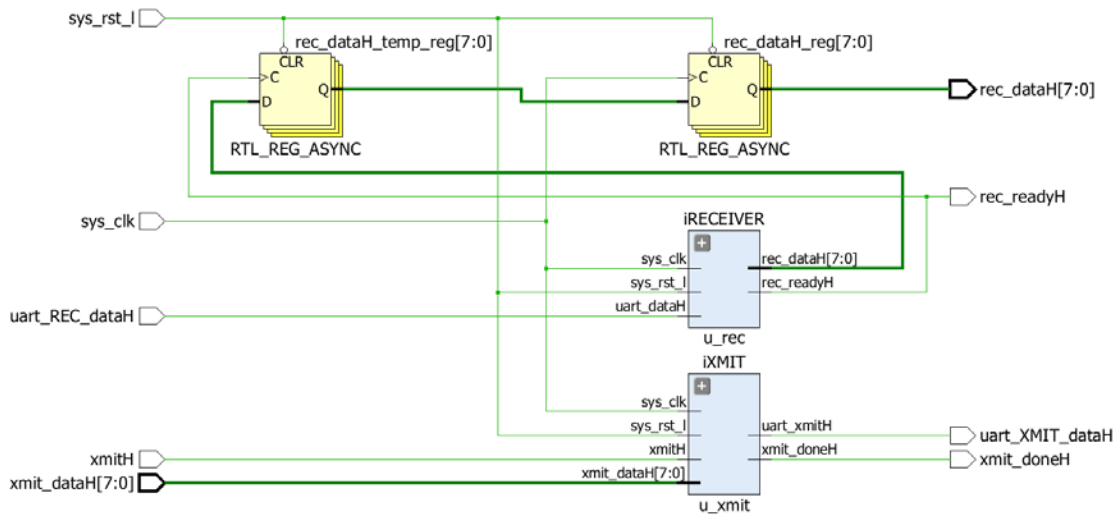 sys_rst_l
rec_dataH_temp_reg[7:0]
rec_dataH_reg[7:0]
CLR
CLR
C
C
Q
Q
D
D
rec_dataH[7:0]
RTL_REG_ASYNC
RTL_REG_ASYNC
rec_readyH
sys_clk
iRECEIVER
+
sys_clk
rec_dataH[7:0]
sys_rst_l
rec_readyH
uart_REC_dataH
uart_dataH
u_rec
iXMIT
+
sys_clk
sys_rst_l
uart_xmitH
uart_XMIT_dataH
xmitH
xmitH
xmit_doneH
xmit_doneH
xmit_dataH[7:0]
xmit_dataH[7:0]
u_xmit